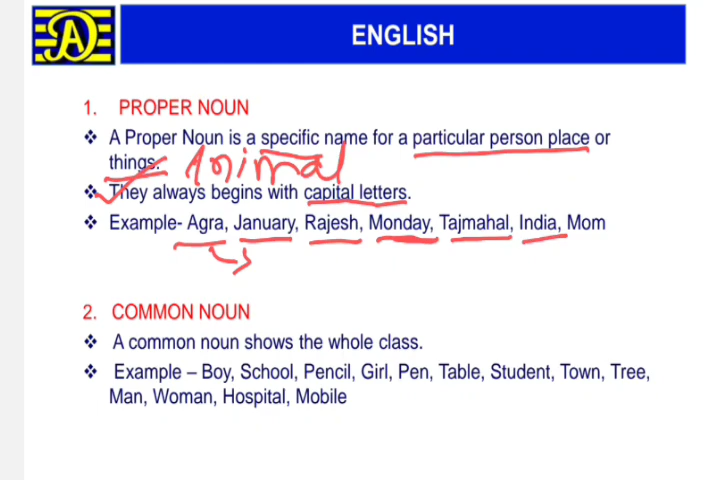 A
ENGLISH
1. PROPER NOUN
❖ A Proper Noun is a specific name for a particular person place or
things. Animal
❖ They always begins with capital letters.
❖ Example- Agra, January, Rajesh, Monday, Tajmahal, India, Mom
2. COMMON NOUN
❖ A common noun shows the whole class.
❖ Example – Boy, School, Pencil, Girl, Pen, Table, Student, Town, Tree,
Man, Woman, Hospital, Mobile